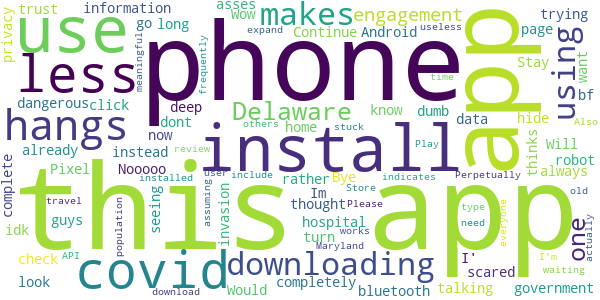 privacy
trust
information
go
long
Wow
asses
expand
makes
Continue
Android
engagement
page
trying
Stay
bf
use
phone
app
using
want
others
useless
meaningful
frequently
less
dangerous
click
deep
Delaware
home
stuck
know
dumb
time
data
hide
Also
hangs
already
dont
now
install
Play
thinks
Will
robot
Pixel
instead
Nooooo
review
always
complete
idk
guys
this app
installed
user
include
rather
Bye
indicates
Perpetually
Store
Im
Please
type
old
one
travel
population
seeing
invasion
assuming
thought
hospital
turn
Maryland
works
need
everyone
actually
check
API
covid
downloading
I'
scared
I'm
waiting
look
download
Would
completely
bluetooth
talking
government